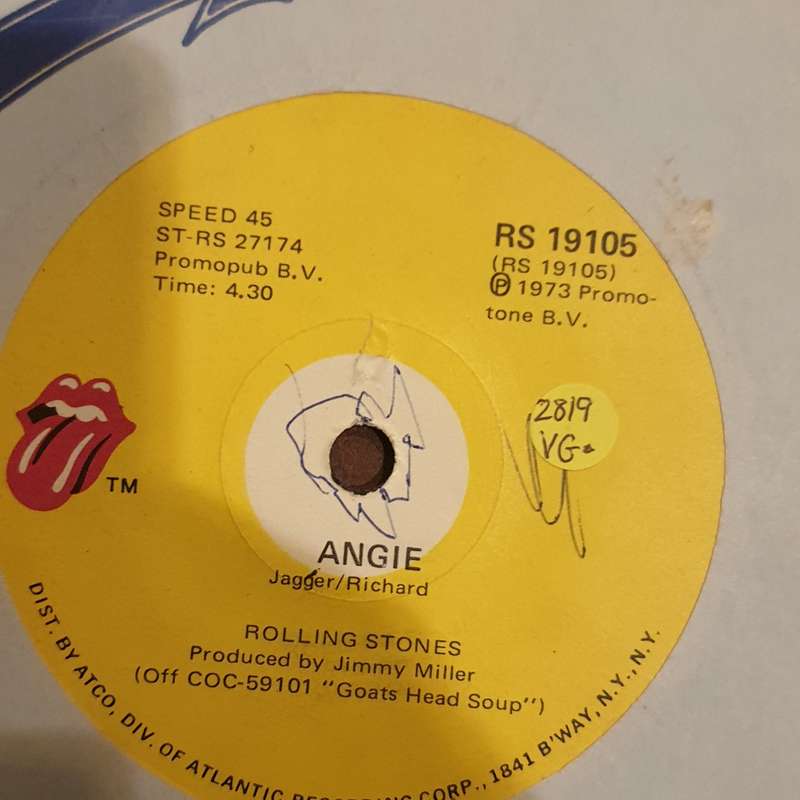 SPEED 45
ST-RS 27174
Promopub B.V.
Time: 4.30
RS 19105
(RS 19105)
℗ 1973 Promo-
tone B.V.
2819
VG
TM
ANGIE
Jagger/Richard
ROLLING STONES
Produced by Jimmy Miller
(Off COC-59101 "Goats Head Soup")
DIST. BY ATCO, DIV. OF ATLANTIC RECORDING CORP., 1841 B'WAY, N.Y., N.Y.